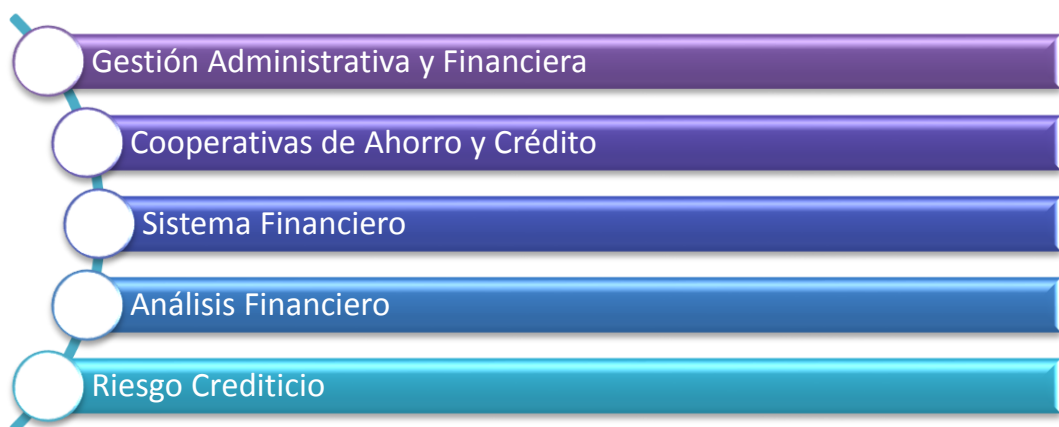 Gestión Administrativa y Financiera
Cooperativas de Ahorro y Crédito
Sistema Financiero
Análisis Financiero
Riesgo Crediticio